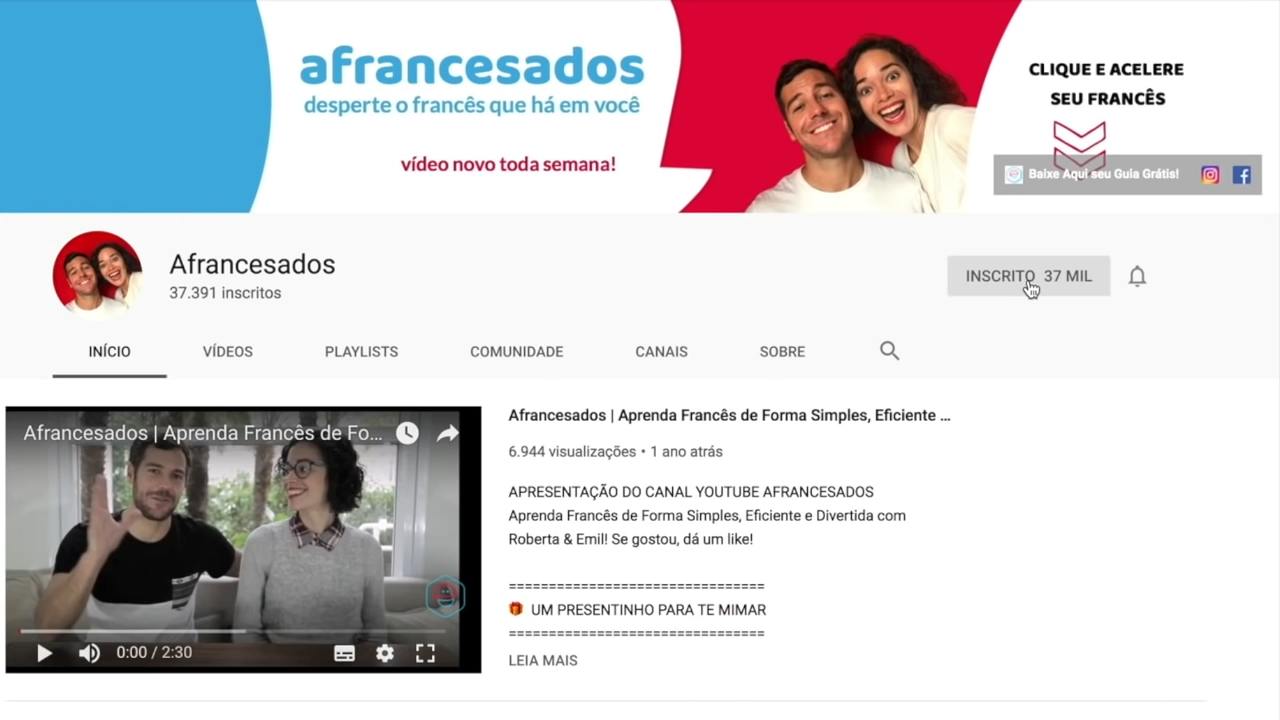 afrancesados
desperte o francês que há em você
vídeo novo toda semana!
CLIQUE E ACELERE
SEU FRANCÊS
Baixe Aqui seu Guia Grátis!
Afrancesados
37.391 inscritos
INSCRITO 37 MIL
INÍCIO VÍDEOS PLAYLISTS COMUNIDADE CANAIS SOBRE
Afrancesados | Aprenda Francês de Fo...
0:00 / 2:30
Afrancesados | Aprenda Francês de Forma Simples, Eficiente ...
6.944 visualizações • 1 ano atrás
APRESENTAÇÃO DO CANAL YOUTUBE AFRANCESADOS
Aprenda Francês de Forma Simples, Eficiente e Divertida com
Roberta & Emil! Se gostou, dá um like!
================================
🎁 UM PRESENTINHO PARA TE MIMAR
================================
LEIA MAIS